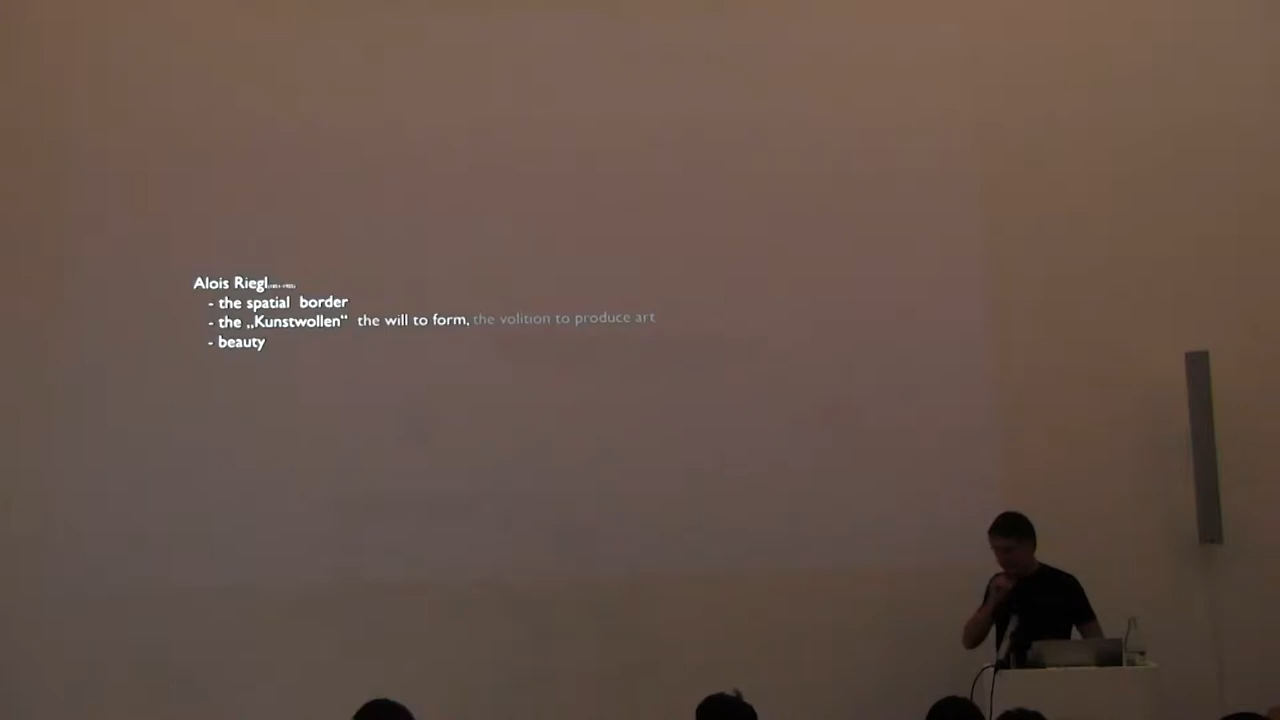 Alois Riegl
- the spatial border
- the „Kunstwollen“ the will to form, the volition to produce art
- beauty